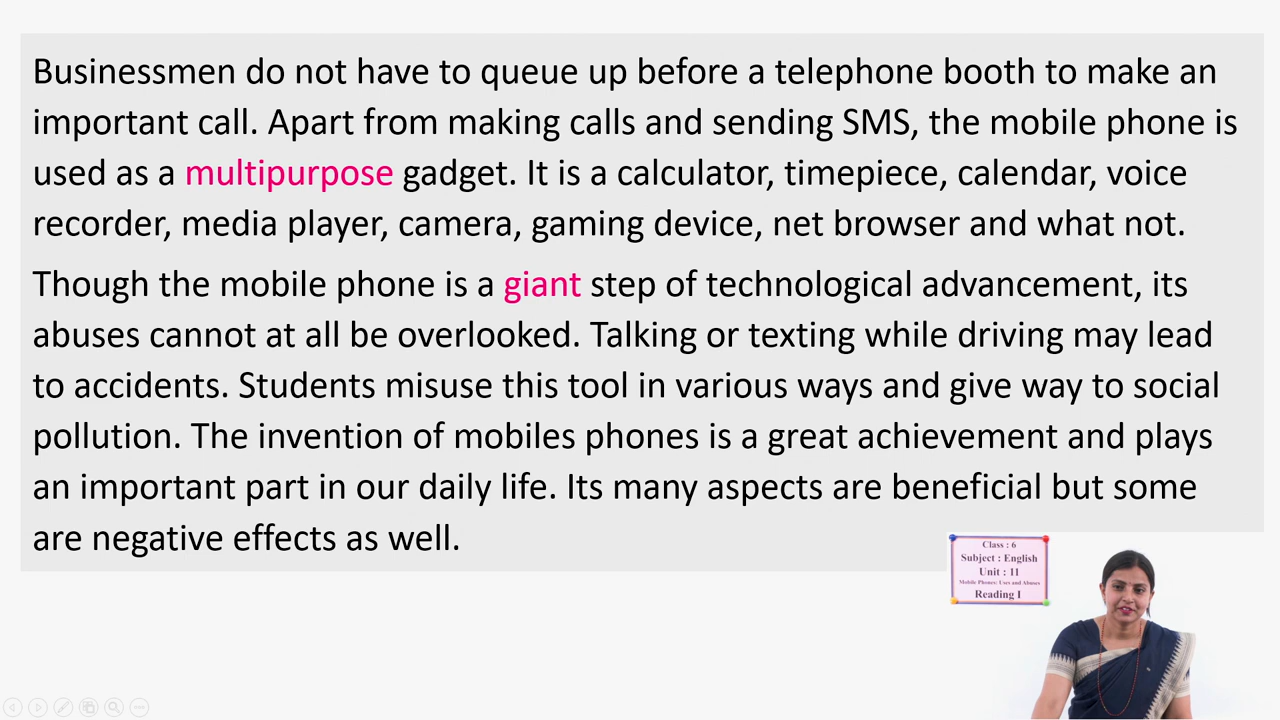 Businessmen do not have to queue up before a telephone booth to make an
important call. Apart from making calls and sending SMS, the mobile phone is
used as a multipurpose gadget. It is a calculator, timepiece, calendar, voice
recorder, media player, camera, gaming device, net browser and what not.
Though the mobile phone is a giant step of technological advancement, its
abuses cannot at all be overlooked. Talking or texting while driving may lead
to accidents. Students misuse this tool in various ways and give way to social
pollution. The invention of mobiles phones is a great achievement and plays
an important part in our daily life. Its many aspects are beneficial but some
are negative effects as well.
Class : 6
Subject : English
Unit : 11
Mobile Phones: Uses and Abuses
Reading I